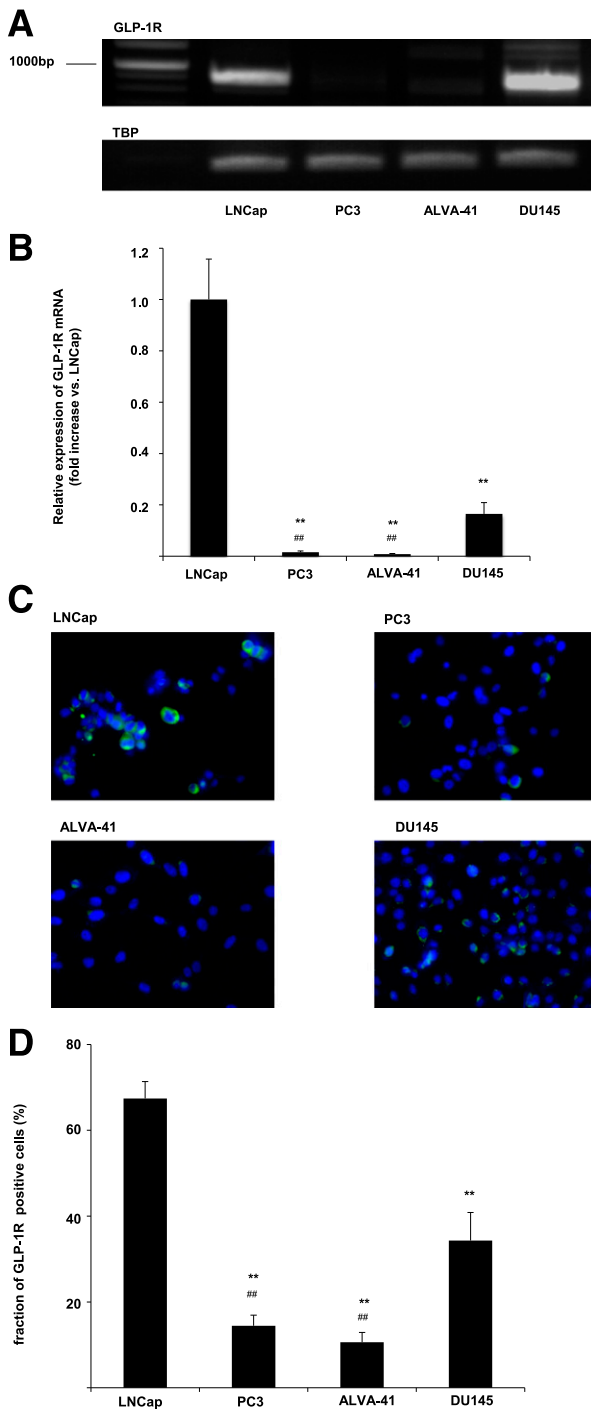 A
GLP-1R
1000bp
TBP
LNCap PC3 ALVA-41 DU145
B
Relative expression of GLP-1R mRNA
(fold increase vs. LNCap)
1.2
1.0
0.8
0.6
0.4
0.2
**
##
**
##
**
LNCap PC3 ALVA-41 DU145
C
LNCap PC3
ALVA-41 DU145
D
fraction of GLP-1R positive cells (%)
80
60
40
20
**
##
**
##
**
LNCap PC3 ALVA-41 DU145